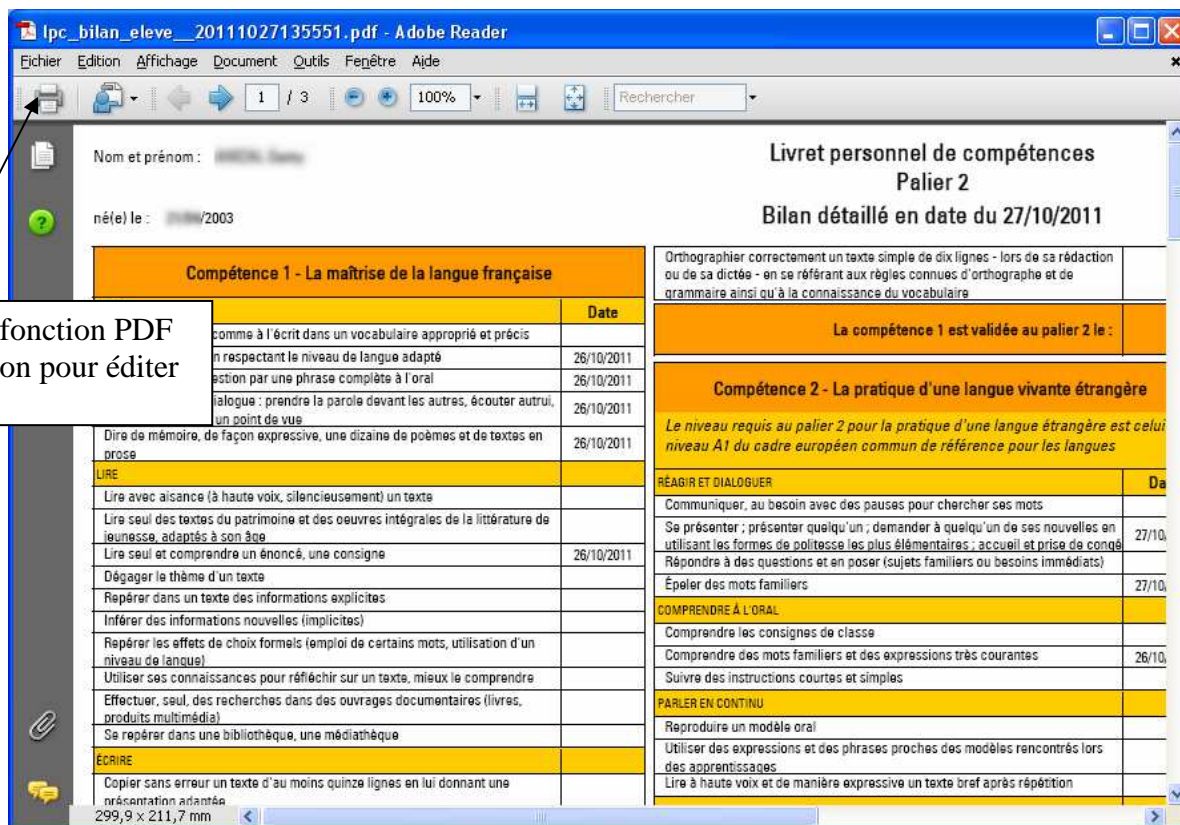 lpc_bilan_eleve__20111027135551.pdf - Adobe Reader
Fichier Edition Affichage Document Outils Fenêtre Aide
1 / 3 100% Rechercher
Nom et prénom :
né(e) le : /2003
Livret personnel de compétences
Palier 2
Bilan détaillé en date du 27/10/2011
fonction PDF
on pour éditer
Compétence 1 - La maîtrise de la langue française
Date
comme à l'écrit dans un vocabulaire approprié et précis
n respectant le niveau de langue adapté 26/10/2011
estion par une phrase complète à l'oral 26/10/2011
ialogue : prendre la parole devant les autres, écouter autrui,
un point de vue 26/10/2011
Dire de mémoire, de façon expressive, une dizaine de poèmes et de textes en
prose 26/10/2011
LIRE
Lire avec aisance (à haute voix, silencieusement) un texte
Lire seul des textes du patrimoine et des oeuvres intégrales de la littérature de
jeunesse, adaptés à son âge
Lire seul et comprendre un énoncé, une consigne 26/10/2011
Dégager le thème d'un texte
Repérer dans un texte des informations explicites
Inférer des informations nouvelles (implicites)
Repérer les effets de choix formels (emploi de certains mots, utilisation d'un
niveau de langue)
Utiliser ses connaissances pour réfléchir sur un texte, mieux le comprendre
Effectuer, seul, des recherches dans des ouvrages documentaires (livres,
produits multimédia)
Se repérer dans une bibliothèque, une médiathèque
ÉCRIRE
Copier sans erreur un texte d'au moins quinze lignes en lui donnant une
présentation adaptée
Orthographier correctement un texte simple de dix lignes - lors de sa rédaction
ou de sa dictée - en se référant aux règles connues d'orthographe et de
grammaire ainsi qu'à la connaissance du vocabulaire
La compétence 1 est validée au palier 2 le :
Compétence 2 - La pratique d'une langue vivante étrangère
Le niveau requis au palier 2 pour la pratique d'une langue étrangère est celui
niveau A1 du cadre européen commun de référence pour les langues
RÉAGIR ET DIALOGUER Da
Communiquer, au besoin avec des pauses pour chercher ses mots
Se présenter ; présenter quelqu'un ; demander à quelqu'un de ses nouvelles en
utilisant les formes de politesse les plus élémentaires ; accueil et prise de congé 27/10/
Répondre à des questions et en poser (sujets familiers ou besoins immédiats)
Épeler des mots familiers 27/10/
COMPRENDRE À L'ORAL
Comprendre les consignes de classe
Comprendre des mots familiers et des expressions très courantes 26/10/
Suivre des instructions courtes et simples
PARLER EN CONTINU
Reproduire un modèle oral
Utiliser des expressions et des phrases proches des modèles rencontrés lors
des apprentissages
Lire à haute voix et de manière expressive un texte bref après répétition
299,9 x 211,7 mm